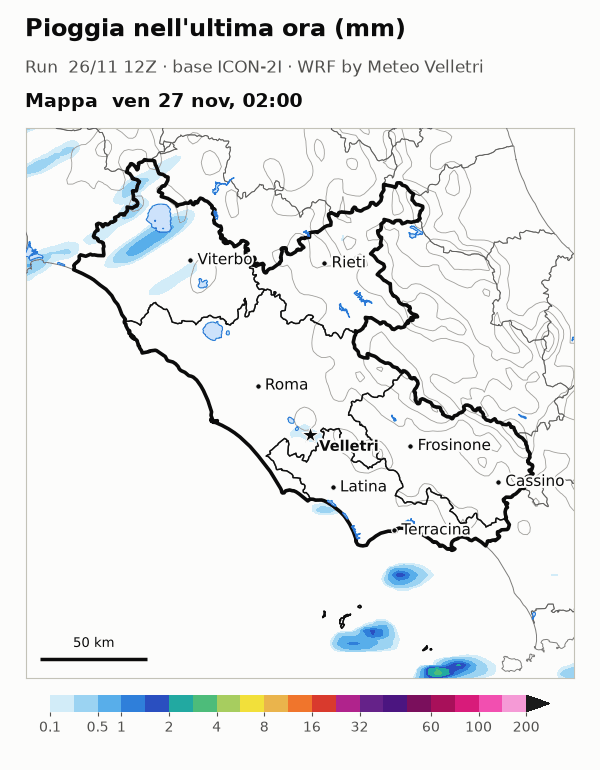 Pioggia nell'ultima ora (mm)
Run  26/11 12Z · base ICON-2I · WRF by Meteo Velletri
Mappa  ven 27 nov, 02:00
Viterbo
Rieti
Roma
Velletri
Frosinone
Latina
Cassino
Terracina
50 km
0.1 0.5 1 2 4 8 16 32 60 100 200